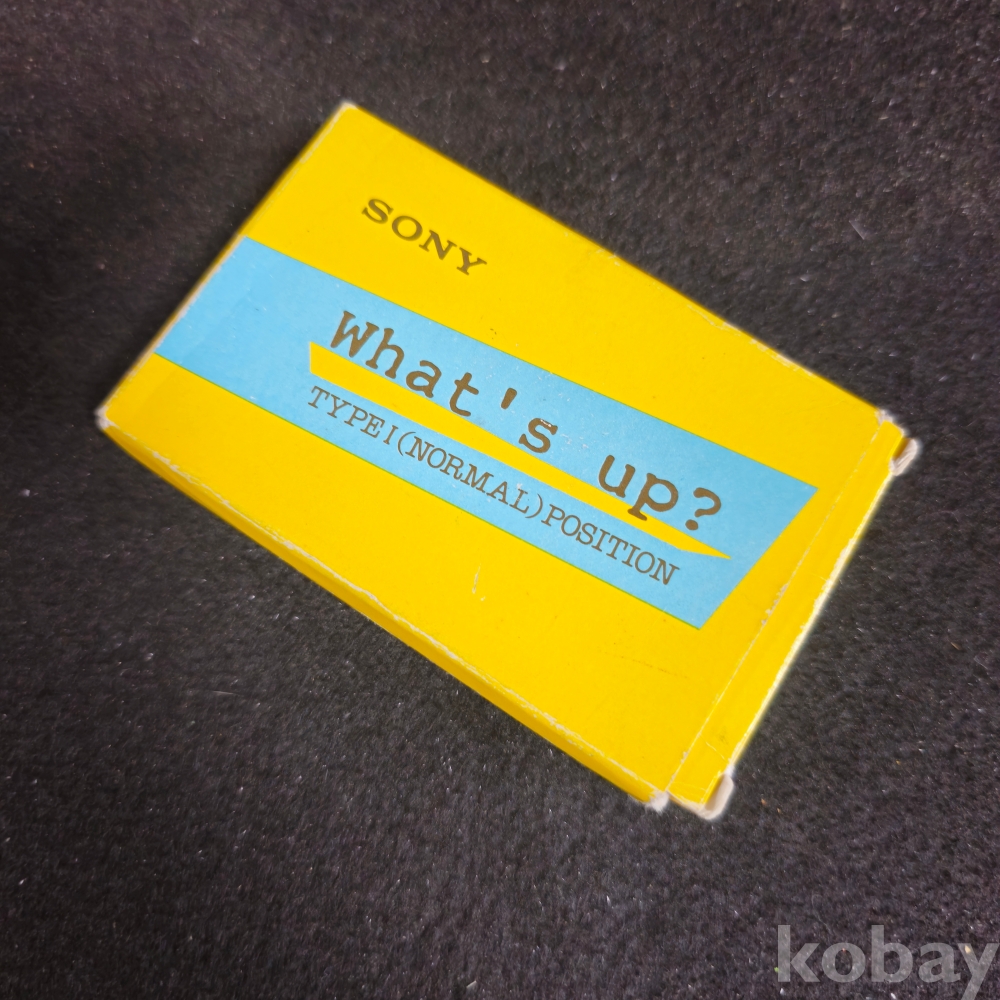 SONY
What's up?
TYPE I (NORMAL) POSITION
kobay